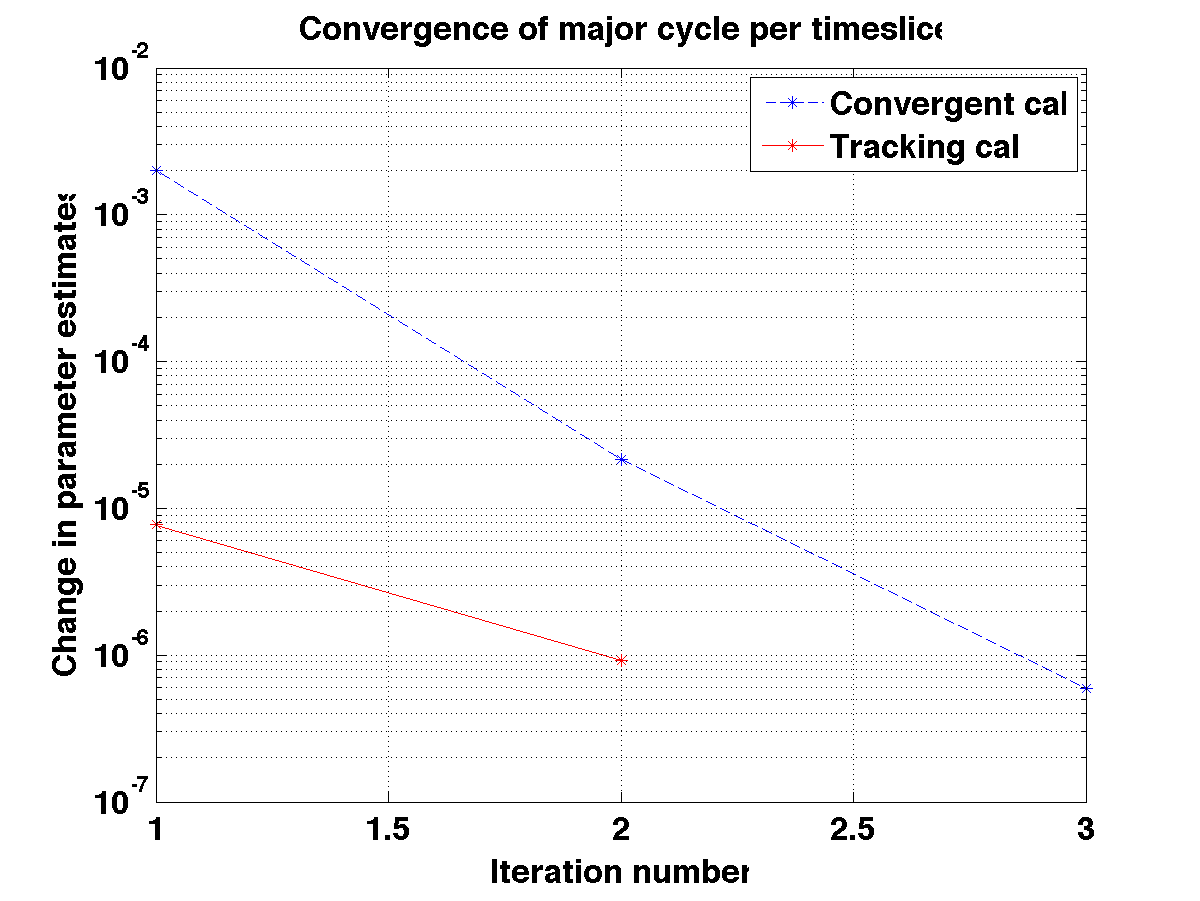 Convergence of major cycle per timeslice
Convergent cal
Tracking cal
Change in parameter estimates
10^-2
10^-3
10^-4
10^-5
10^-6
10^-7
1 1.5 2 2.5 3
Iteration number